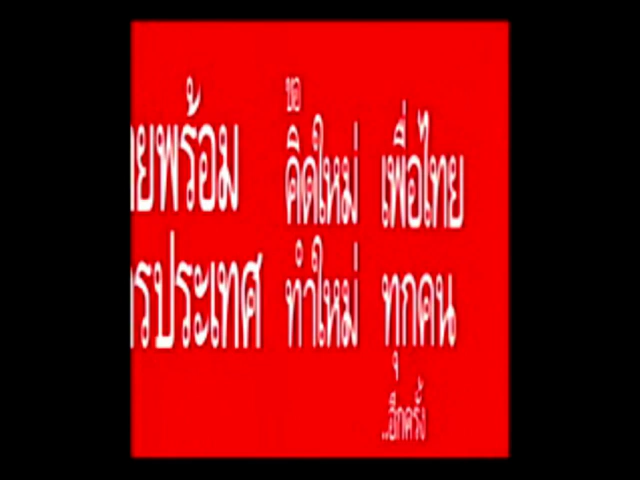 ยพร้อม
รประเทศ
ขอ
คิดใหม่
ทำใหม่
เพื่อไทย
ทุกคน
..อีกครั้ง